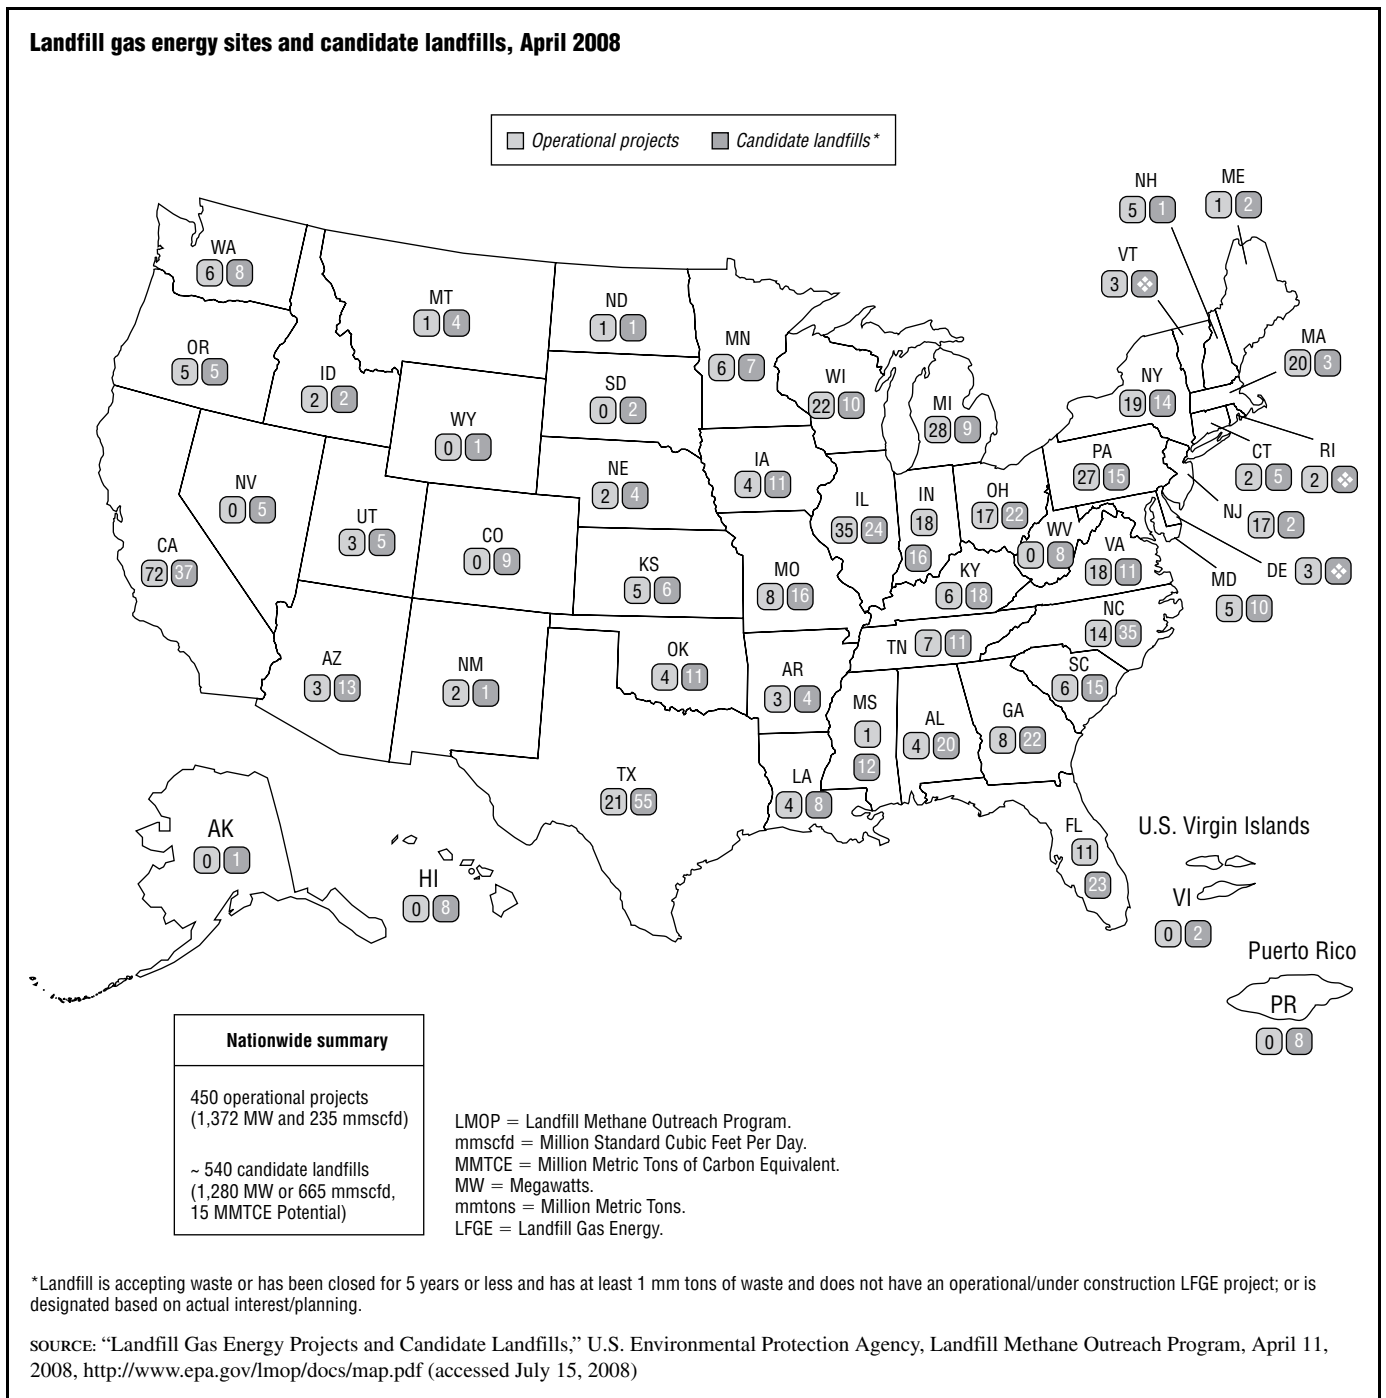 Landfill gas energy sites and candidate landfills, April 2008
Operational projects Candidate landfills*
NH
5 1
ME
1 2
VT
3 ❖
WA
6 8
MT
1 4
ND
1 1
MN
6 7
OR
5 5
ID
2 2
WY
0 1
SD
0 2
WI
22 10
MI
28 9
NY
19 14
MA
20 3
NV
0 5
UT
3 5
CO
0 9
NE
2 4
IA
4 11
IL
35 24
IN
18
16
OH
17 22
PA
27 15
CT
2 5
RI
2 ❖
NJ 17 2
CA
72 37
KS
5 6
MO
8 16
KY
6 18
WV
0 8
VA
18 11
DE 3 ❖
MD
5 10
AZ
3 13
NM
2 1
OK
4 11
AR
3 4
TN 7 11
NC
14 35
SC
6 15
MS
1
12
AL
4 20
GA
8 22
TX
21 55
LA
4 8
FL
11
23
AK
0 1
HI
0 8
U.S. Virgin Islands
VI
0 2
Puerto Rico
PR
0 8
Nationwide summary
450 operational projects
(1,372 MW and 235 mmscfd)
~ 540 candidate landfills
(1,280 MW or 665 mmscfd,
15 MMTCE Potential)
LMOP = Landfill Methane Outreach Program.
mmscfd = Million Standard Cubic Feet Per Day.
MMTCE = Million Metric Tons of Carbon Equivalent.
MW = Megawatts.
mmtons = Million Metric Tons.
LFGE = Landfill Gas Energy.
*Landfill is accepting waste or has been closed for 5 years or less and has at least 1 mm tons of waste and does not have an operational/under construction LFGE project; or is
designated based on actual interest/planning.
SOURCE: “Landfill Gas Energy Projects and Candidate Landfills,” U.S. Environmental Protection Agency, Landfill Methane Outreach Program, April 11,
2008, http://www.epa.gov/lmop/docs/map.pdf (accessed July 15, 2008)